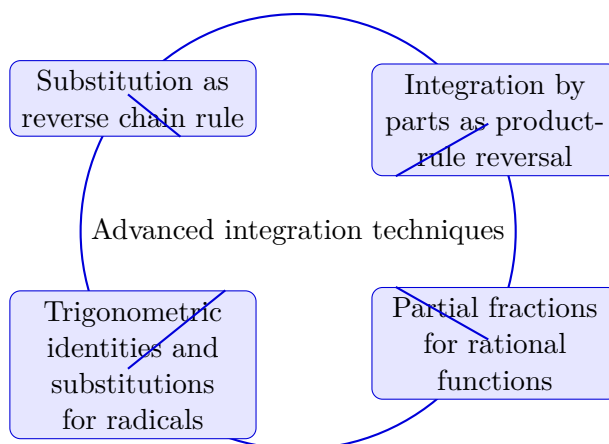 Substitution as
reverse chain rule
Integration by
parts as product-
rule reversal
Advanced integration techniques
Trigonometric
identities and
substitutions
for radicals
Partial fractions
for rational
functions